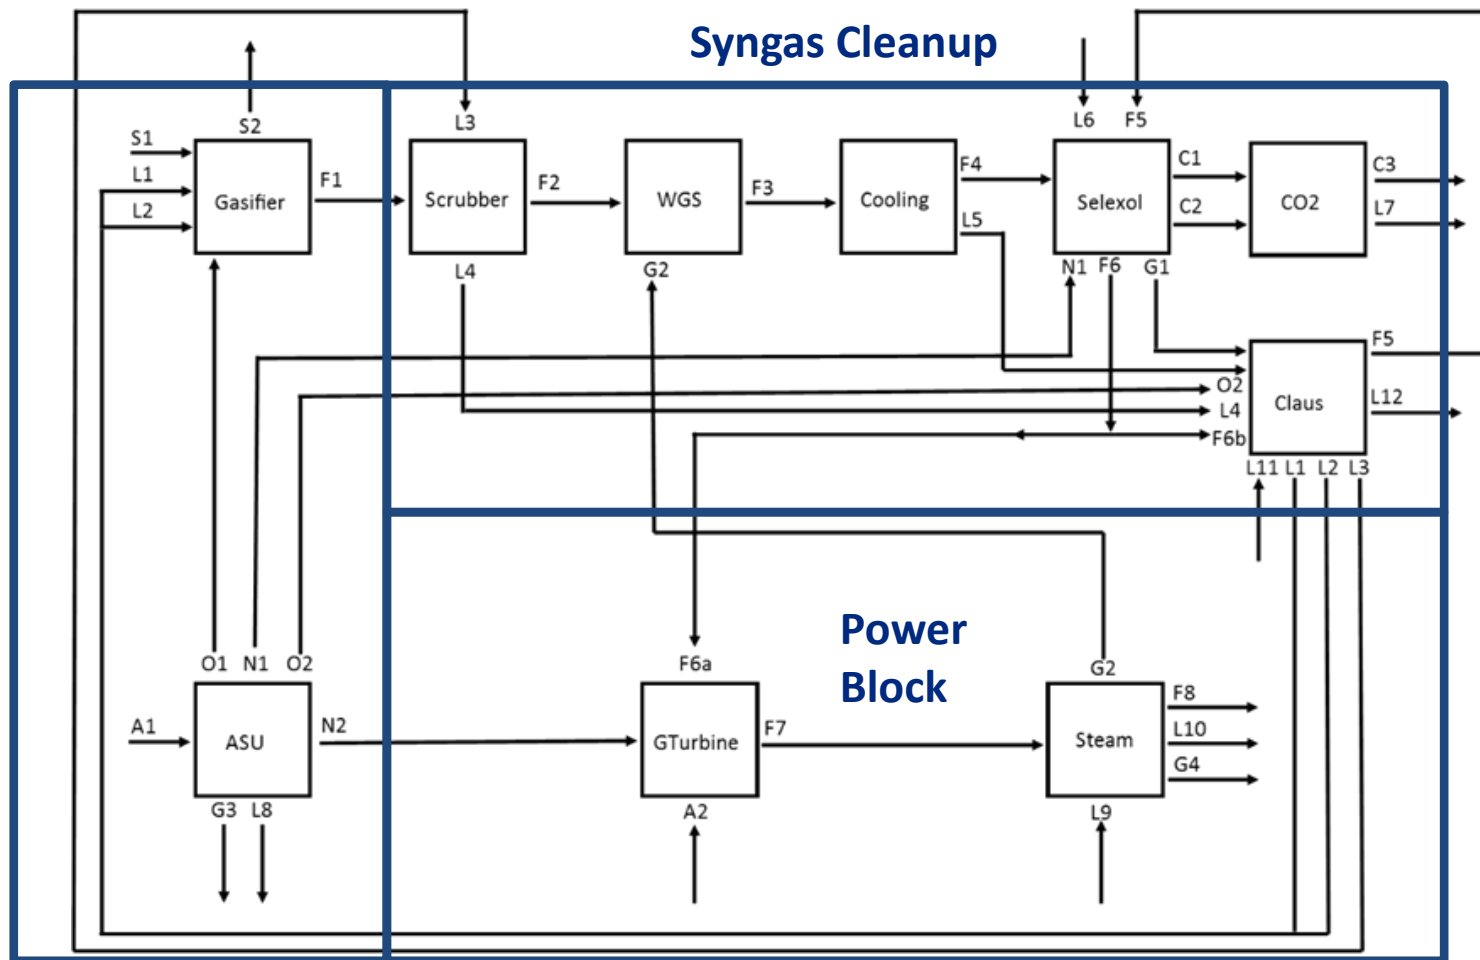 Syngas Cleanup
S2
L3
L6 F5
S1
L1
L2
Gasifier
F1
Scrubber
F2
WGS
F3
Cooling
F4
L5
Selexol
C1
C2
CO2
C3
L7
L4
G2
N1 F6 G1
O2
L4
F6b
Claus
F5
L12
L11 L1 L2 L3
Power
Block
O1 N1 O2
F6a
G2
A1
ASU
N2
GTurbine
F7
Steam
F8
L10
G4
G3 L8
A2
L9